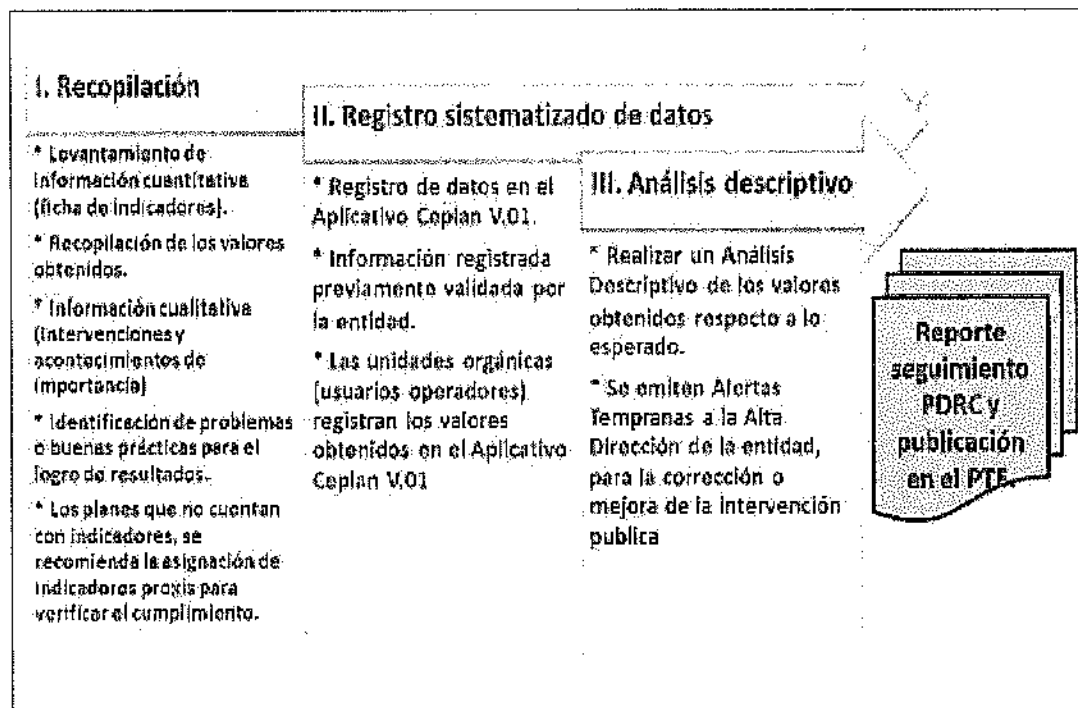 I. Recopilación
* Levantamiento de
información cuantitativa
(ficha de indicadores).
* Recopilación de los valores
obtenidos.
* Información cualitativa
(Intervenciones y
acontecimientos de
importancia)
* Identificación de problemas
o buenas prácticas para el
logro de resultados.
* Los planes que no cuentan
con indicadores, se
recomienda la asignación de
indicadores proxis para
verificar el cumplimiento.
II. Registro sistematizado de datos
* Registro de datos en el
Aplicativo Ceplan V.01.
* Información registrada
previamente validada por
la entidad.
* Las unidades orgánicas
(usuarios operadores)
registran los valores
obtenidos en el Aplicativo
Ceplan V.01
III. Análisis descriptivo
* Realizar un Análisis
Descriptivo de los valores
obtenidos respecto a lo
esperado.
* Se emiten Alertas
Tempranas a la Alta
Dirección de la entidad,
para la corrección o
mejora de la intervención
publica
Reporte
seguimiento
PDRC y
publicación
en el PTE.